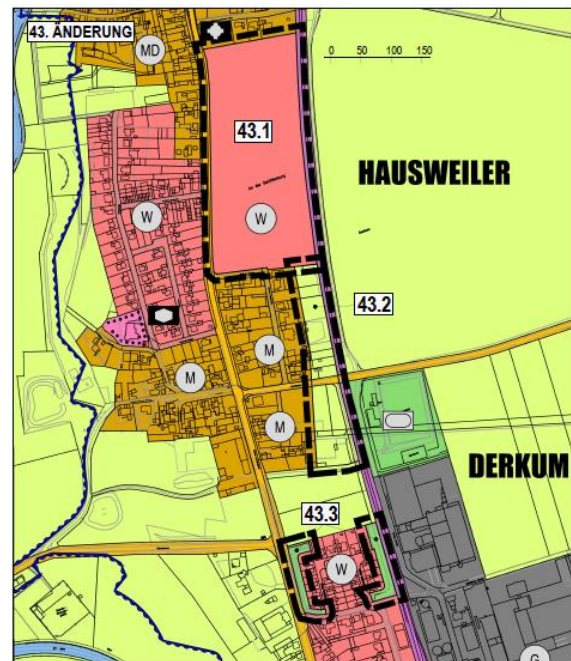 43. ÄNDERUNG
MD
0 50 100 150
43.1
HAUSWEILER
W
W
43.2
M
M
M
DERKUM
43.3
W
G